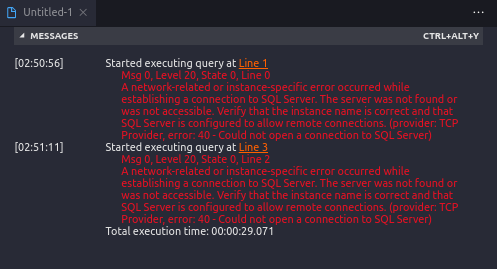 Untitled-1
MESSAGES CTRL+ALT+Y
[02:50:56] Started executing query at Line 1
Msg 0, Level 20, State 0, Line 0
A network-related or instance-specific error occurred while
establishing a connection to SQL Server. The server was not found or
was not accessible. Verify that the instance name is correct and that
SQL Server is configured to allow remote connections. (provider: TCP
Provider, error: 40 - Could not open a connection to SQL Server)
[02:51:11] Started executing query at Line 3
Msg 0, Level 20, State 0, Line 2
A network-related or instance-specific error occurred while
establishing a connection to SQL Server. The server was not found or
was not accessible. Verify that the instance name is correct and that
SQL Server is configured to allow remote connections. (provider: TCP
Provider, error: 40 - Could not open a connection to SQL Server)
Total execution time: 00:00:29.071